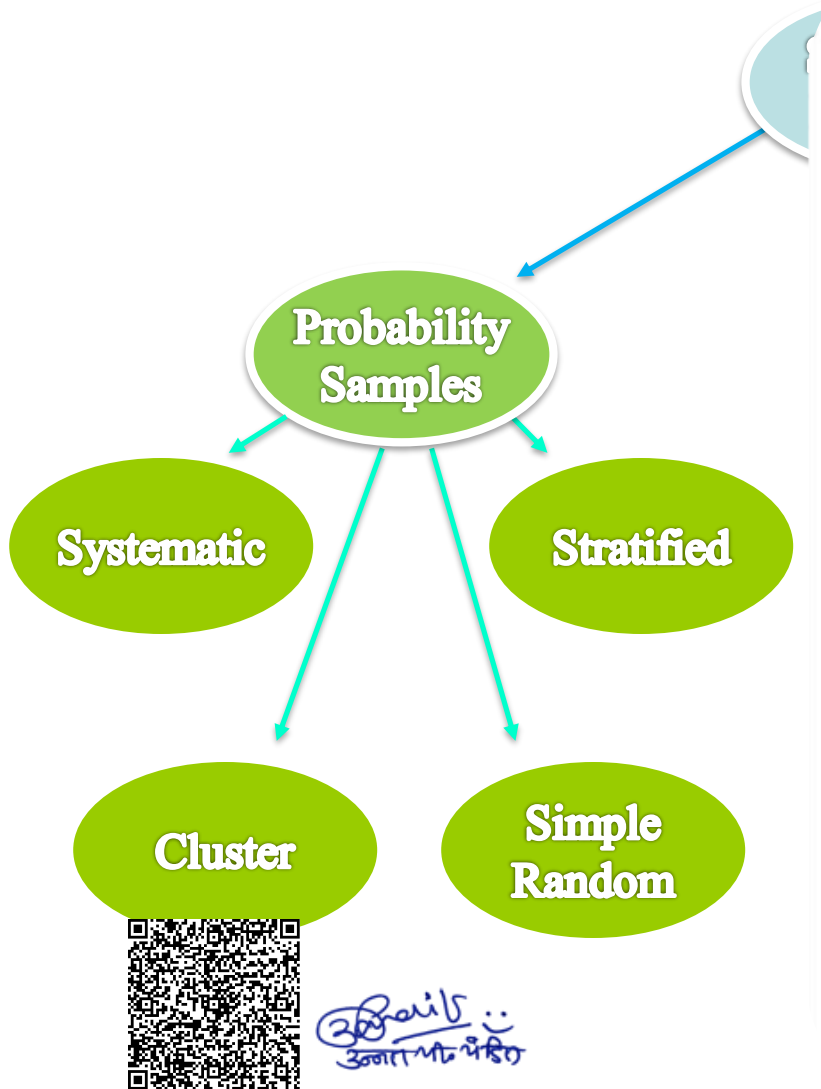 Probability
Samples
Systematic
Stratified
Cluster
Simple
Random